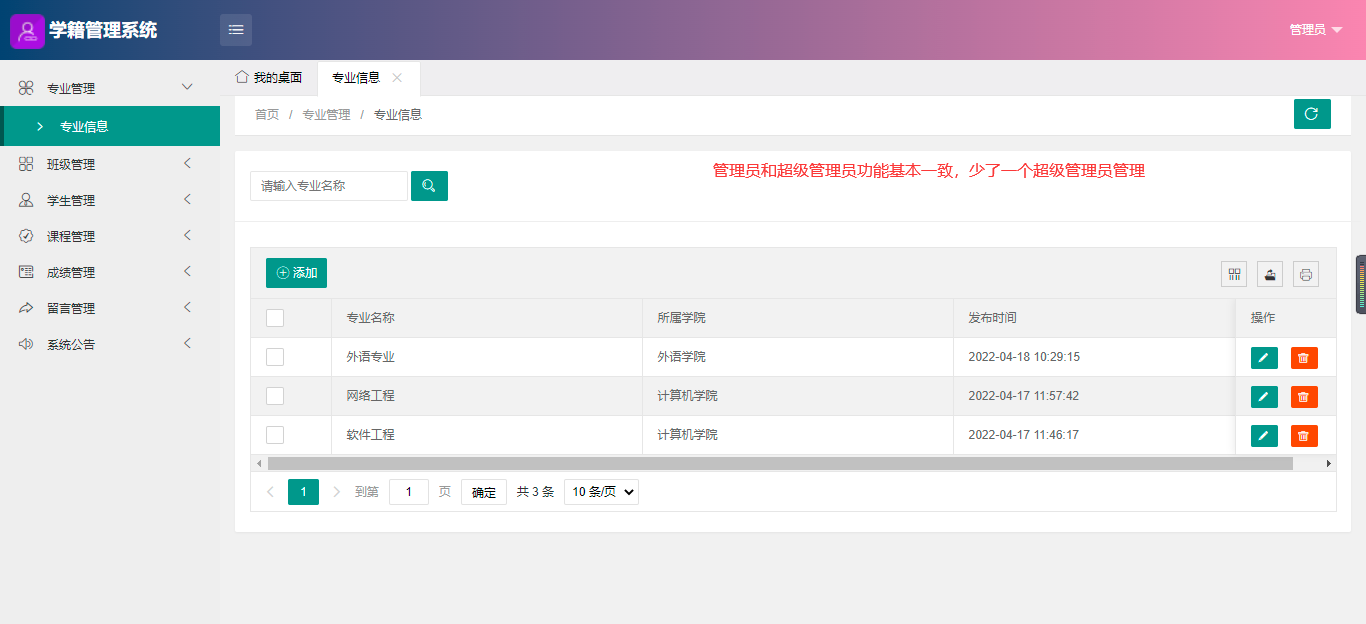 学籍管理系统
管理员
专业管理
专业信息
班级管理
学生管理
课程管理
成绩管理
留言管理
系统公告
我的桌面 专业信息
首页 / 专业管理 / 专业信息
请输入专业名称
管理员和超级管理员功能基本一致，少了一个超级管理员管理
添加
专业名称 所属学院 发布时间 操作
外语专业 外语学院 2022-04-18 10:29:15
网络工程 计算机学院 2022-04-17 11:57:42
软件工程 计算机学院 2022-04-17 11:46:17
1 到第 1 页 确定 共 3 条 10 条/页